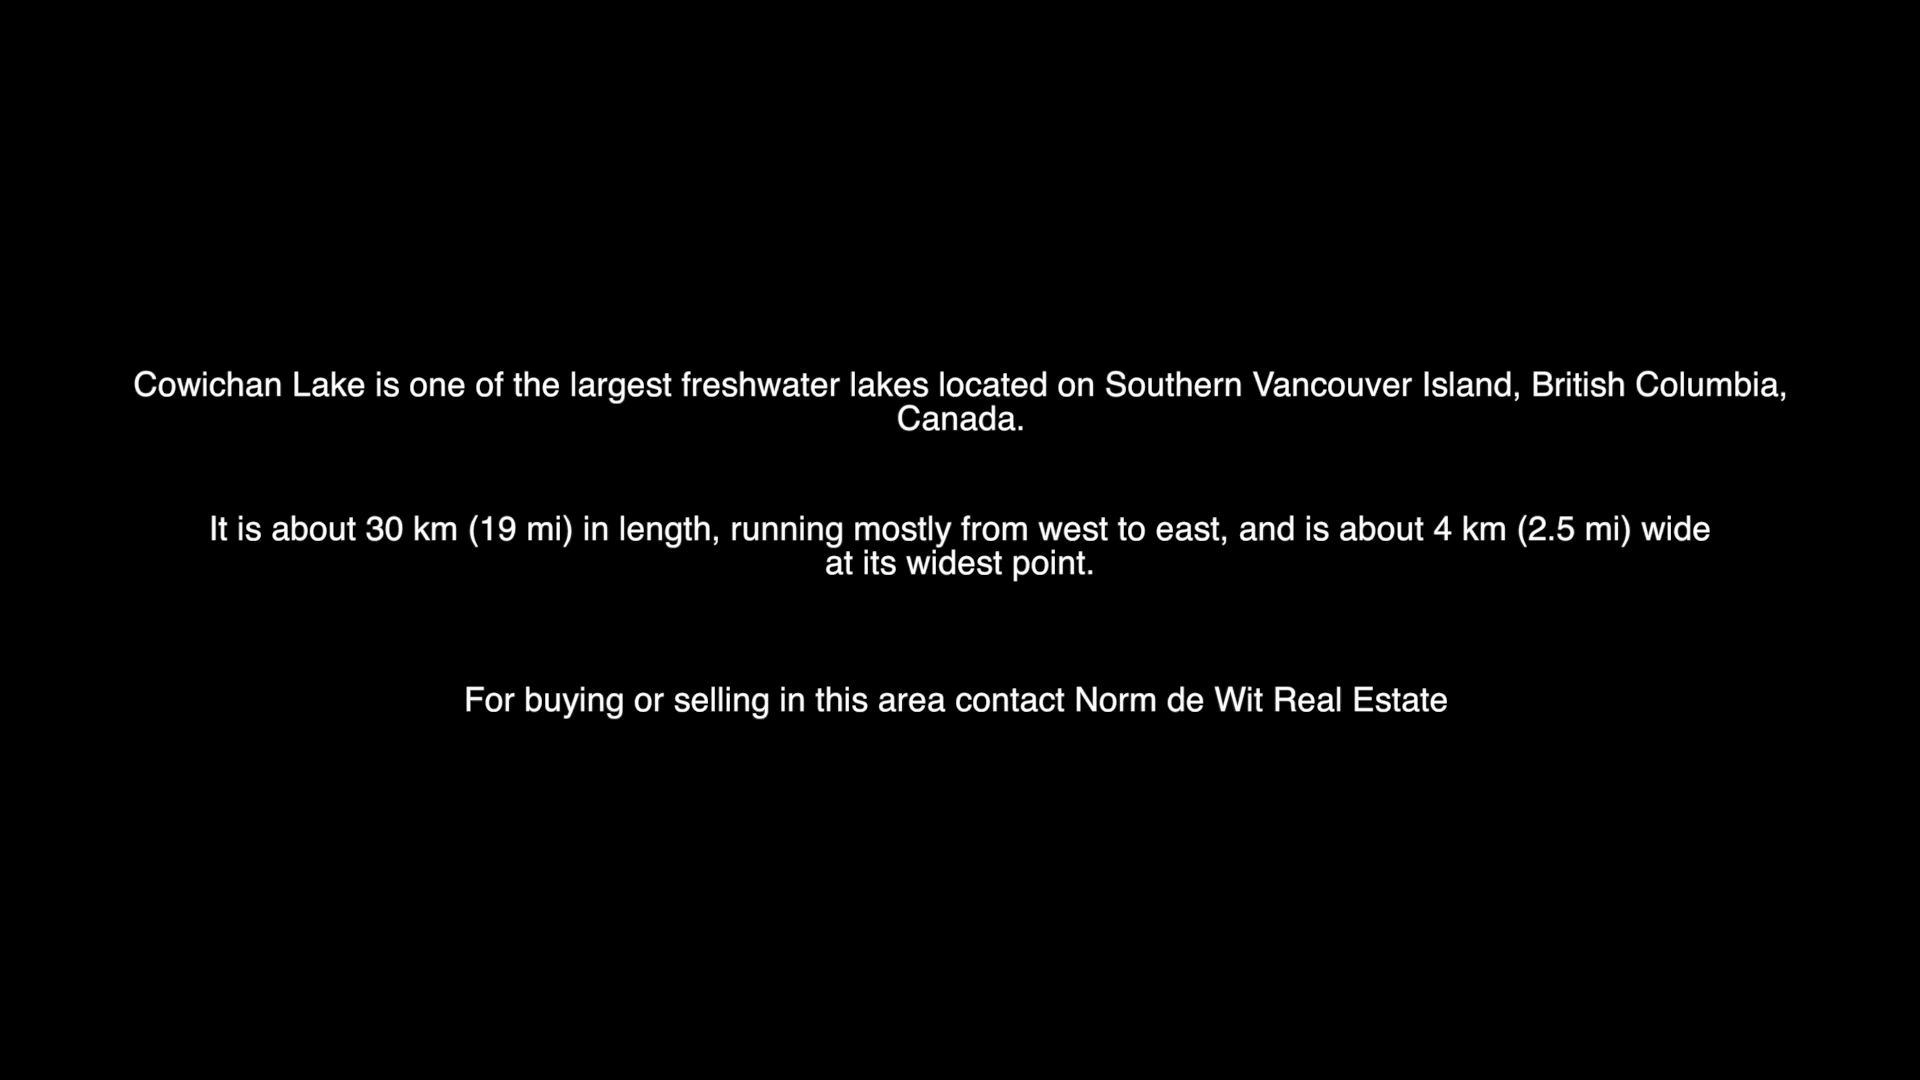 Cowichan Lake is one of the largest freshwater lakes located on Southern Vancouver Island, British Columbia,
Canada.
It is about 30 km (19 mi) in length, running mostly from west to east, and is about 4 km (2.5 mi) wide
at its widest point.
For buying or selling in this area contact Norm de Wit Real Estate